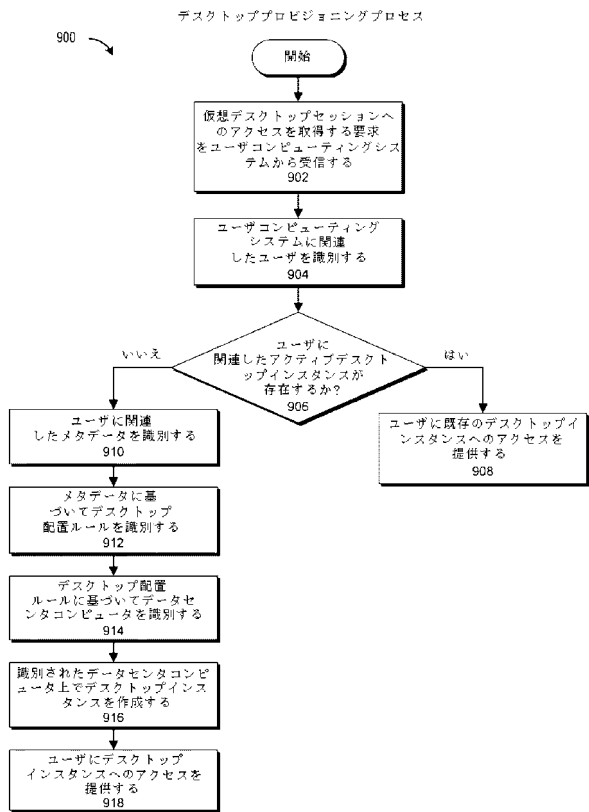 デスクトッププロビジョニングプロセス
900
開始
仮想デスクトップセッションへ
のアクセスを取得する要求
をユーザコンピューティングシス
テムから受信する
902
ユーザコンピューティング
システムに関連
したユーザを識別する
904
ユーザに
関連したアクティブデスクト
ップインスタンスが
存在するか?
906
いいえ
はい
ユーザに既存のデスクトップイ
ンスタンスへのアクセスを
提供する
908
ユーザに関連
したメタデータを識別する
910
メタデータに基
づいてデスクトップ
配置ルールを識別する
912
デスクトップ配置
ルールに基づいてデータセ
ンタコンピュータを識別する
914
識別されたデータセンタコンピ
ュータ上でデスクトップインス
タンスを作成する
916
ユーザにデスクトップ
インスタンスへのアクセスを
提供する
918